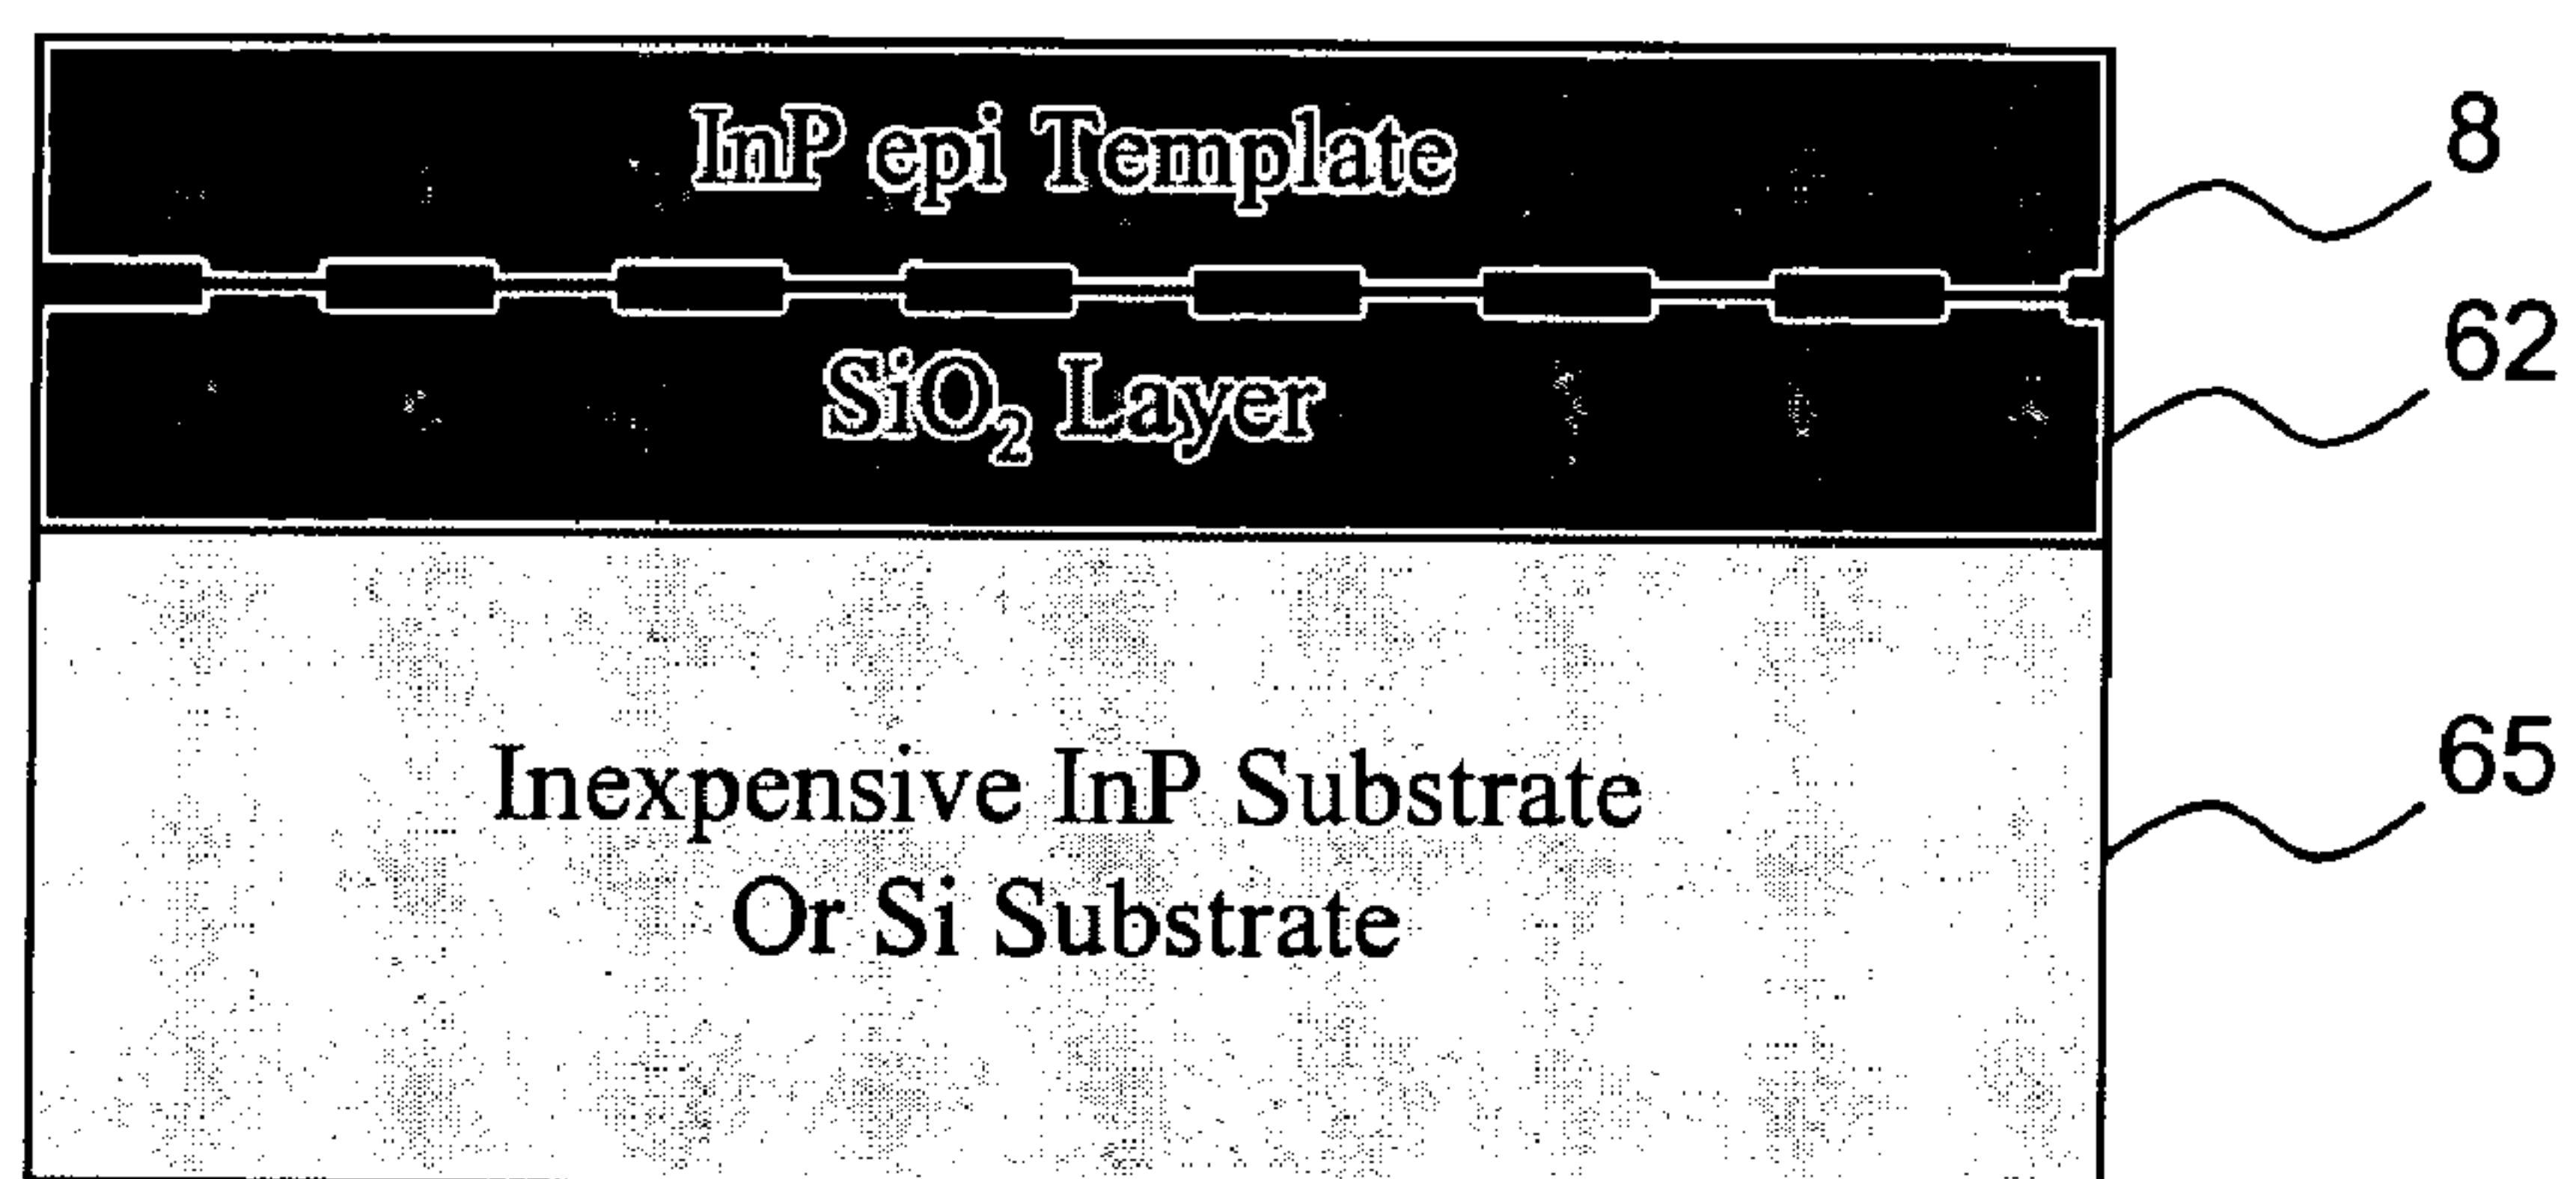 InP epi Template
8
SiO₂ Layer
62
Inexpensive InP Substrate
65
Or Si Substrate